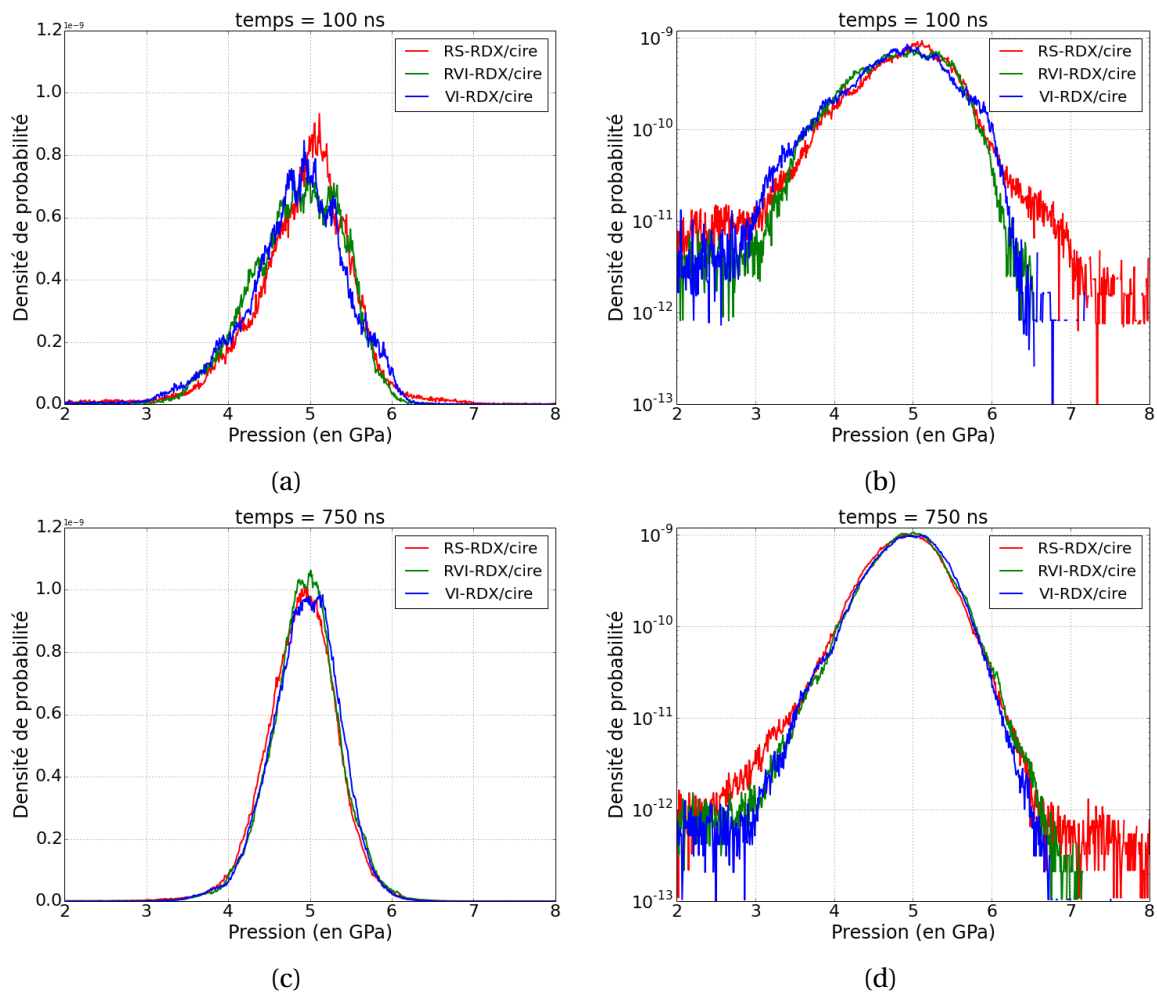 temps = 100 ns
1e-9
1.2
1.0
0.8
0.6
0.4
0.2
0.0
2 3 4 5 6 7 8
Densité de probabilité
Pression (en GPa)
RS-RDX/cire
RVI-RDX/cire
VI-RDX/cire
(a)
temps = 100 ns
10^-9
10^-10
10^-11
10^-12
10^-13
2 3 4 5 6 7 8
Densité de probabilité
Pression (en GPa)
RS-RDX/cire
RVI-RDX/cire
VI-RDX/cire
(b)
temps = 750 ns
1e-9
1.2
1.0
0.8
0.6
0.4
0.2
0.0
2 3 4 5 6 7 8
Densité de probabilité
Pression (en GPa)
RS-RDX/cire
RVI-RDX/cire
VI-RDX/cire
(c)
temps = 750 ns
10^-9
10^-10
10^-11
10^-12
10^-13
2 3 4 5 6 7 8
Densité de probabilité
Pression (en GPa)
RS-RDX/cire
RVI-RDX/cire
VI-RDX/cire
(d)